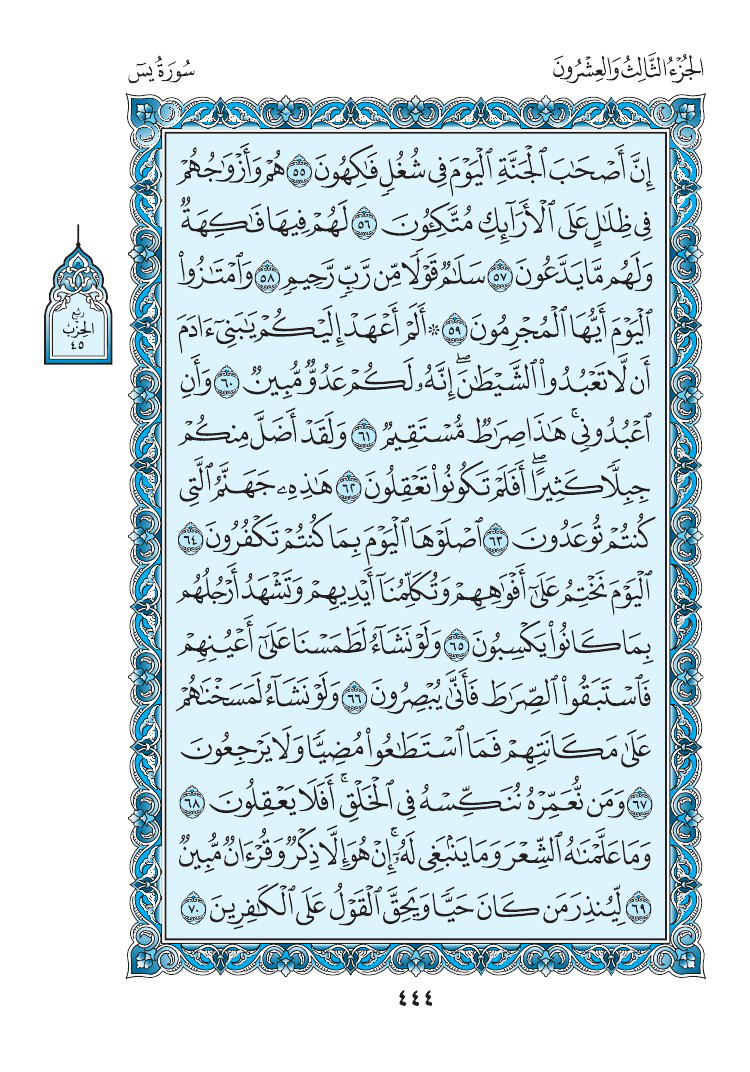 الجُزْءُ الثَّالِثُ وَالعِشْرُونَ
سُورَةُ يسٓ
إِنَّ أَصْحَٰبَ ٱلْجَنَّةِ ٱلْيَوْمَ فِى شُغُلٍ فَٰكِهُونَ ٥٥ هُمْ وَأَزْوَٰجُهُمْ
فِى ظِلَٰلٍ عَلَى ٱلْأَرَآئِكِ مُتَّكِـُٔونَ ٥٦ لَهُمْ فِيهَا فَٰكِهَةٌ
وَلَهُم مَّا يَدَّعُونَ ٥٧ سَلَٰمٌ قَوْلًا مِّن رَّبٍّ رَّحِيمٍ ٥٨ وَٱمْتَٰزُوا۟
ٱلْيَوْمَ أَيُّهَا ٱلْمُجْرِمُونَ ٥٩ * أَلَمْ أَعْهَدْ إِلَيْكُمْ يَٰبَنِىٓ ءَادَمَ
أَن لَّا تَعْبُدُوا۟ ٱلشَّيْطَٰنَ ۖ إِنَّهُۥ لَكُمْ عَدُوٌّ مُّبِينٌ ٦٠ وَأَنِ
ٱعْبُدُونِى ۚ هَٰذَا صِرَٰطٌ مُّسْتَقِيمٌ ٦١ وَلَقَدْ أَضَلَّ مِنكُمْ
جِبِلًّا كَثِيرًا ۖ أَفَلَمْ تَكُونُوا۟ تَعْقِلُونَ ٦٢ هَٰذِهِۦ جَهَنَّمُ ٱلَّتِى
كُنتُمْ تُوعَدُونَ ٦٣ ٱصْلَوْهَا ٱلْيَوْمَ بِمَا كُنتُمْ تَكْفُرُونَ ٦٤
ٱلْيَوْمَ نَخْتِمُ عَلَىٰٓ أَفْوَٰهِهِمْ وَتُكَلِّمُنَآ أَيْدِيهِمْ وَتَشْهَدُ أَرْجُلُهُم
بِمَا كَانُوا۟ يَكْسِبُونَ ٦٥ وَلَوْ نَشَآءُ لَطَمَسْنَا عَلَىٰٓ أَعْيُنِهِمْ
فَٱسْتَبَقُوا۟ ٱلصِّرَٰطَ فَأَنَّىٰ يُبْصِرُونَ ٦٦ وَلَوْ نَشَآءُ لَمَسَخْنَٰهُمْ
عَلَىٰ مَكَانَتِهِمْ فَمَا ٱسْتَطَٰعُوا۟ مُضِيًّا وَلَا يَرْجِعُونَ
٦٧ وَمَن نُّعَمِّرْهُ نُنَكِّسْهُ فِى ٱلْخَلْقِ ۚ أَفَلَا يَعْقِلُونَ ٦٨
وَمَا عَلَّمْنَٰهُ ٱلشِّعْرَ وَمَا يَنۢبَغِى لَهُۥٓ ۚ إِنْ هُوَ إِلَّا ذِكْرٌ وَقُرْءَانٌ مُّبِينٌ
٦٩ لِّيُنذِرَ مَن كَانَ حَيًّا وَيَحِقَّ ٱلْقَوْلُ عَلَى ٱلْكَٰفِرِينَ ٧٠
ربع
الحزب
٤٥
٤٤٤